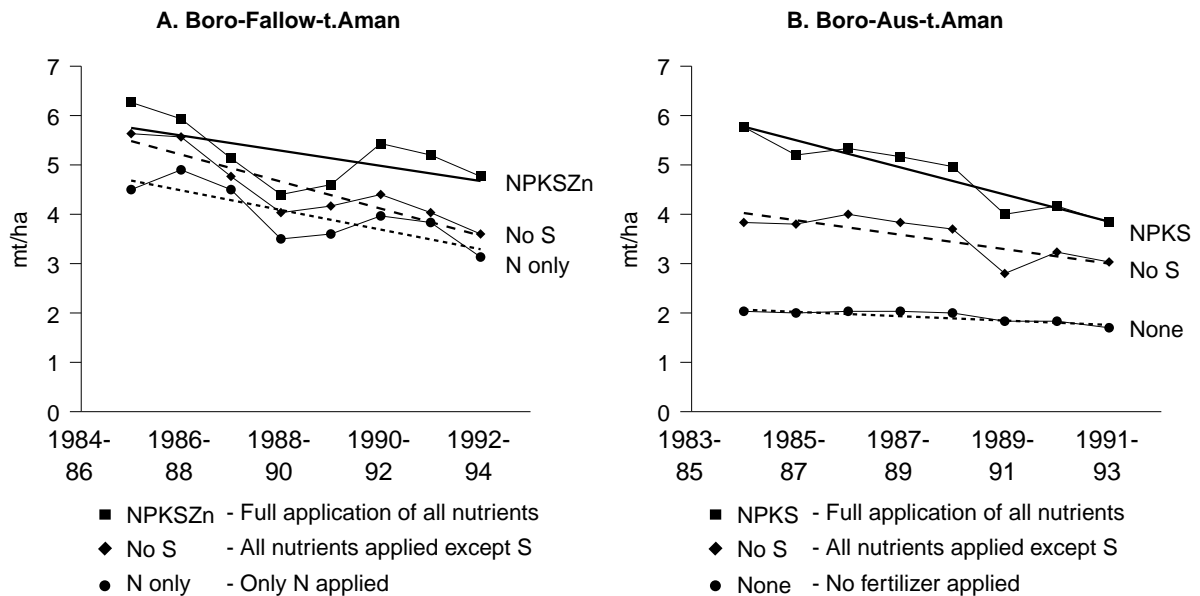 A. Boro-Fallow-t.Aman
mt/ha
7
6
5
4
3
2
1
0
NPKSZn
No S
N only
1984-86
1986-88
1988-90
1990-92
1992-94
NPKSZn - Full application of all nutrients
No S - All nutrients applied except S
N only - Only N applied
B. Boro-Aus-t.Aman
mt/ha
7
6
5
4
3
2
1
0
NPKS
No S
None
1983-85
1985-87
1987-89
1989-91
1991-93
NPKS - Full application of all nutrients
No S - All nutrients applied except S
None - No fertilizer applied